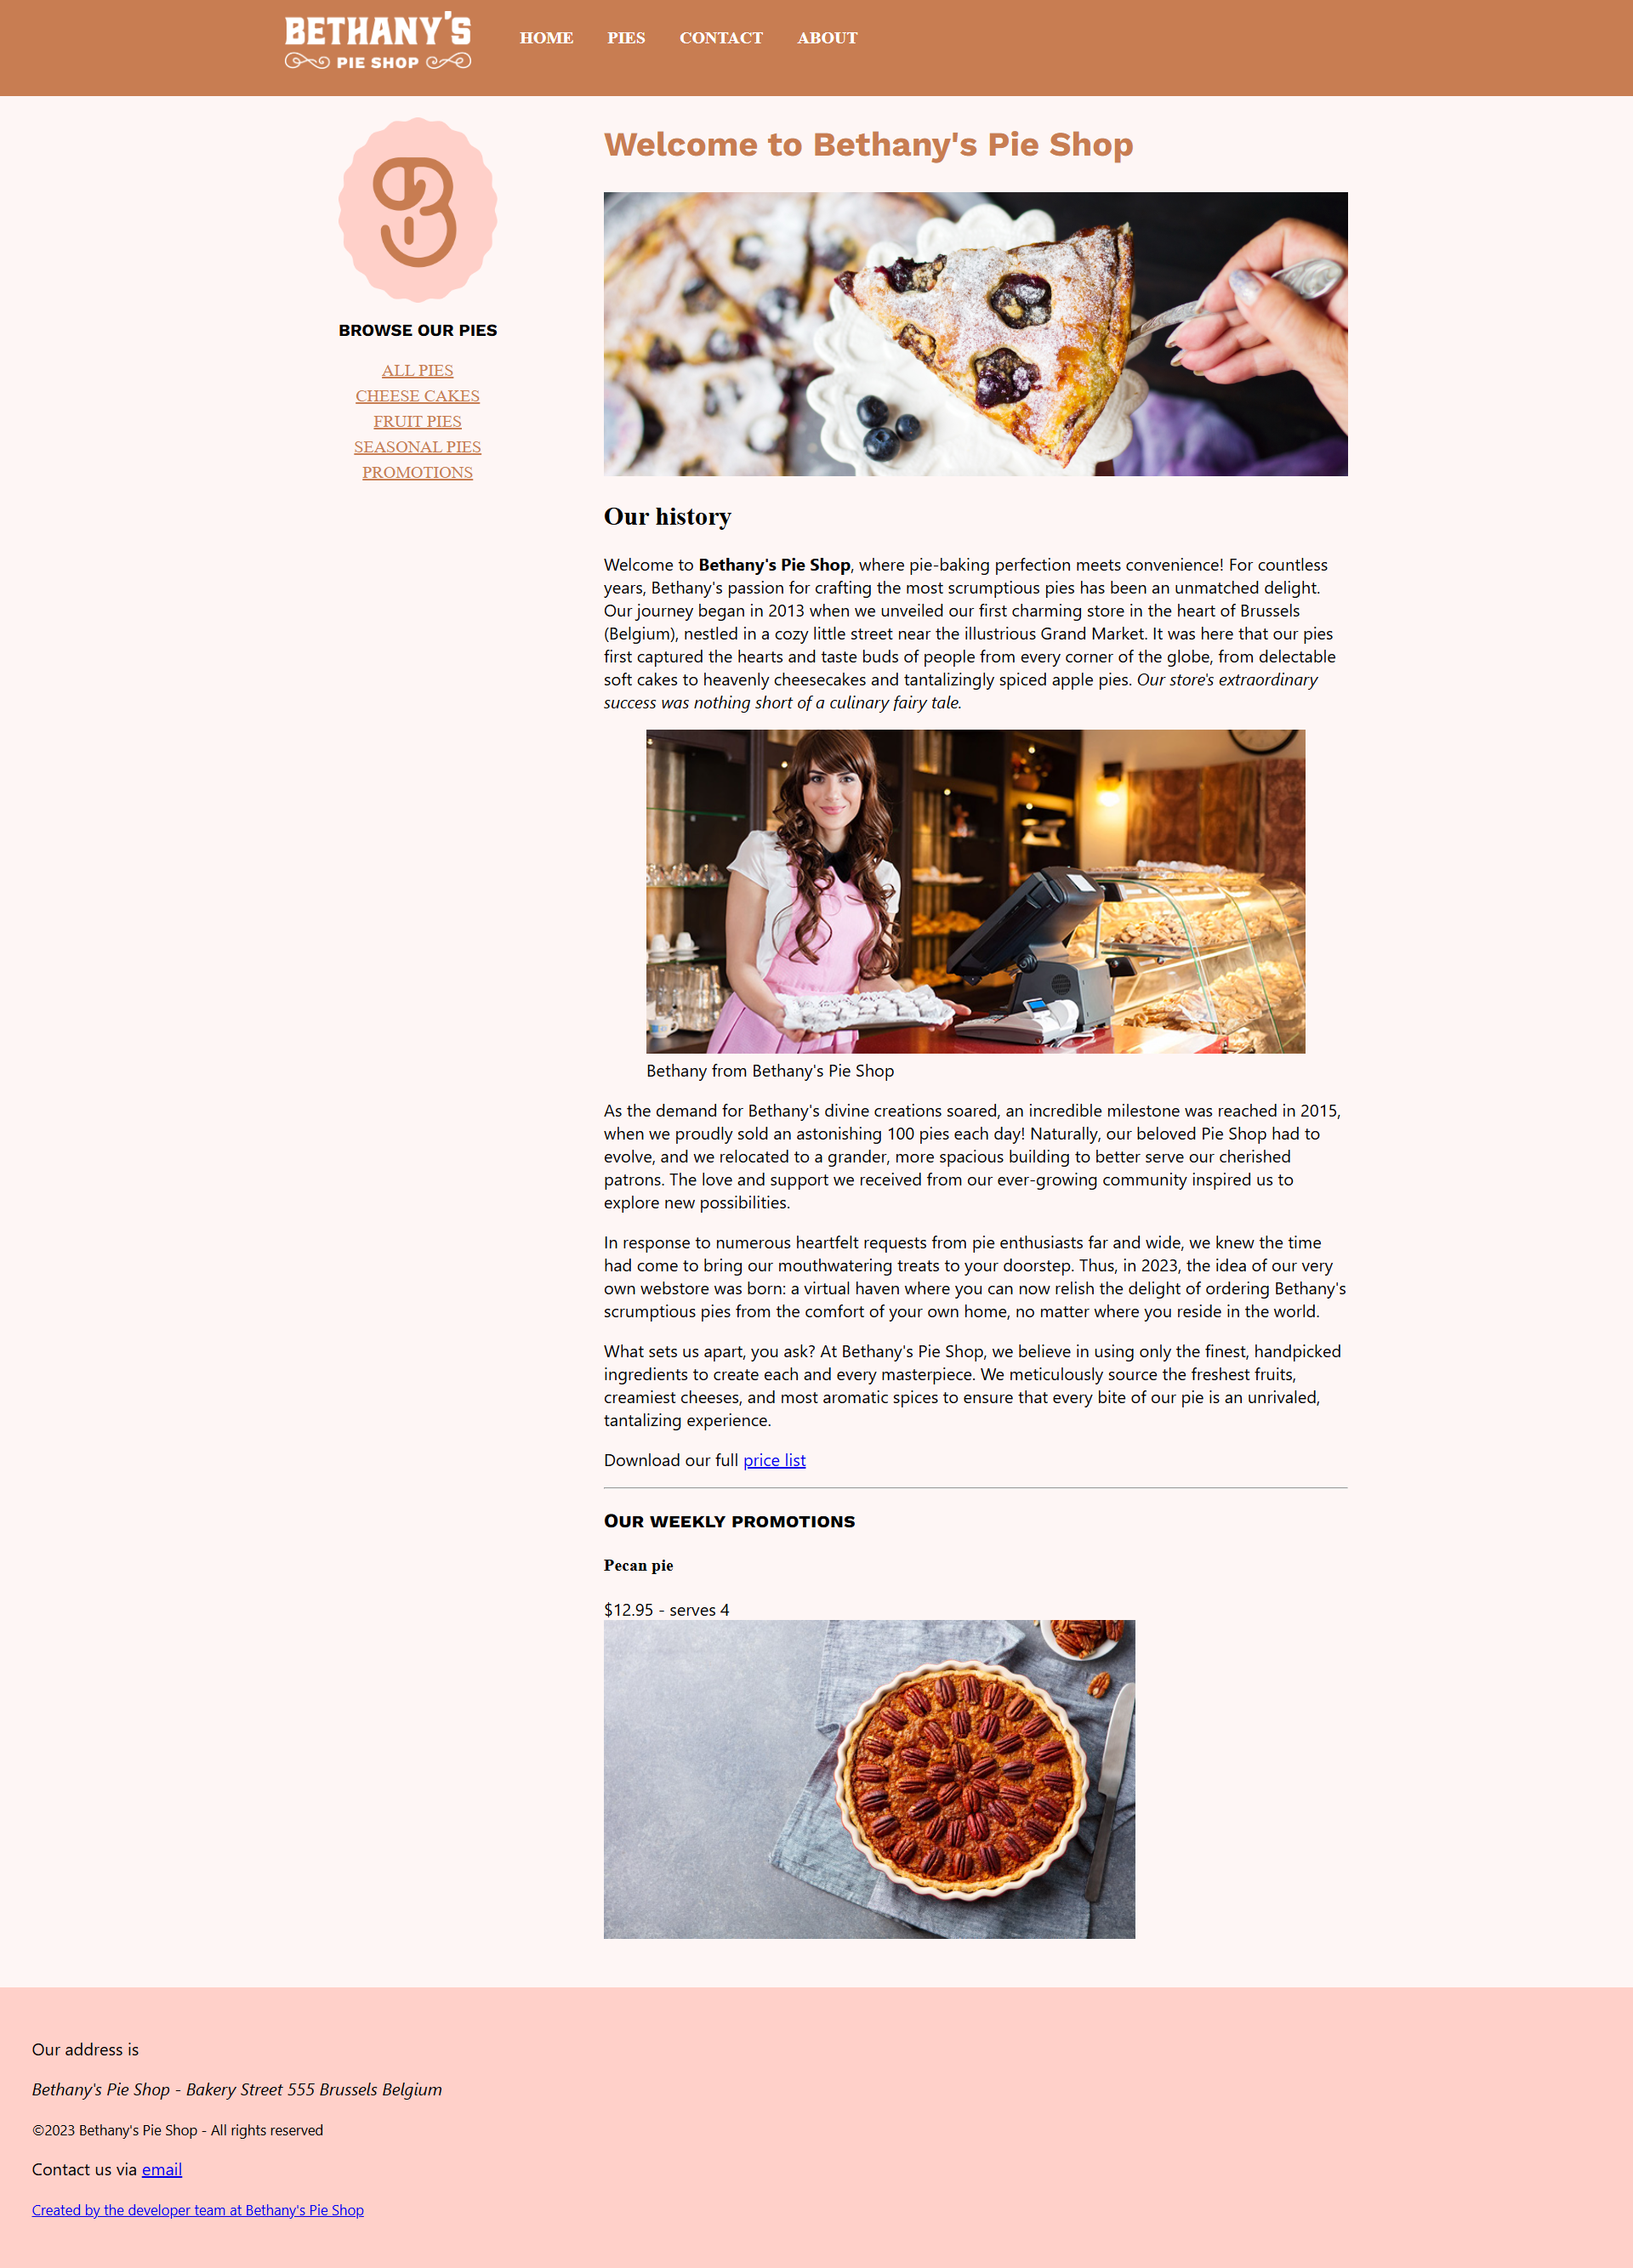 BETHANY'S
PIE SHOP
HOME PIES CONTACT ABOUT
B
BROWSE OUR PIES
ALL PIES
CHEESE CAKES
FRUIT PIES
SEASONAL PIES
PROMOTIONS
Welcome to Bethany's Pie Shop
Our history
Welcome to Bethany's Pie Shop, where pie-baking perfection meets convenience! For countless
years, Bethany's passion for crafting the most scrumptious pies has been an unmatched delight.
Our journey began in 2013 when we unveiled our first charming store in the heart of Brussels
(Belgium), nestled in a cozy little street near the illustrious Grand Market. It was here that our pies
first captured the hearts and taste buds of people from every corner of the globe, from delectable
soft cakes to heavenly cheesecakes and tantalizingly spiced apple pies. Our store's extraordinary
success was nothing short of a culinary fairy tale.
Bethany from Bethany's Pie Shop
As the demand for Bethany's divine creations soared, an incredible milestone was reached in 2015,
when we proudly sold an astonishing 100 pies each day! Naturally, our beloved Pie Shop had to
evolve, and we relocated to a grander, more spacious building to better serve our cherished
patrons. The love and support we received from our ever-growing community inspired us to
explore new possibilities.
In response to numerous heartfelt requests from pie enthusiasts far and wide, we knew the time
had come to bring our mouthwatering treats to your doorstep. Thus, in 2023, the idea of our very
own webstore was born: a virtual haven where you can now relish the delight of ordering Bethany's
scrumptious pies from the comfort of your own home, no matter where you reside in the world.
What sets us apart, you ask? At Bethany's Pie Shop, we believe in using only the finest, handpicked
ingredients to create each and every masterpiece. We meticulously source the freshest fruits,
creamiest cheeses, and most aromatic spices to ensure that every bite of our pie is an unrivaled,
tantalizing experience.
Download our full price list
OUR WEEKLY PROMOTIONS
Pecan pie
$12.95 - serves 4
Our address is
Bethany's Pie Shop - Bakery Street 555 Brussels Belgium
©2023 Bethany's Pie Shop - All rights reserved
Contact us via email
Created by the developer team at Bethany's Pie Shop